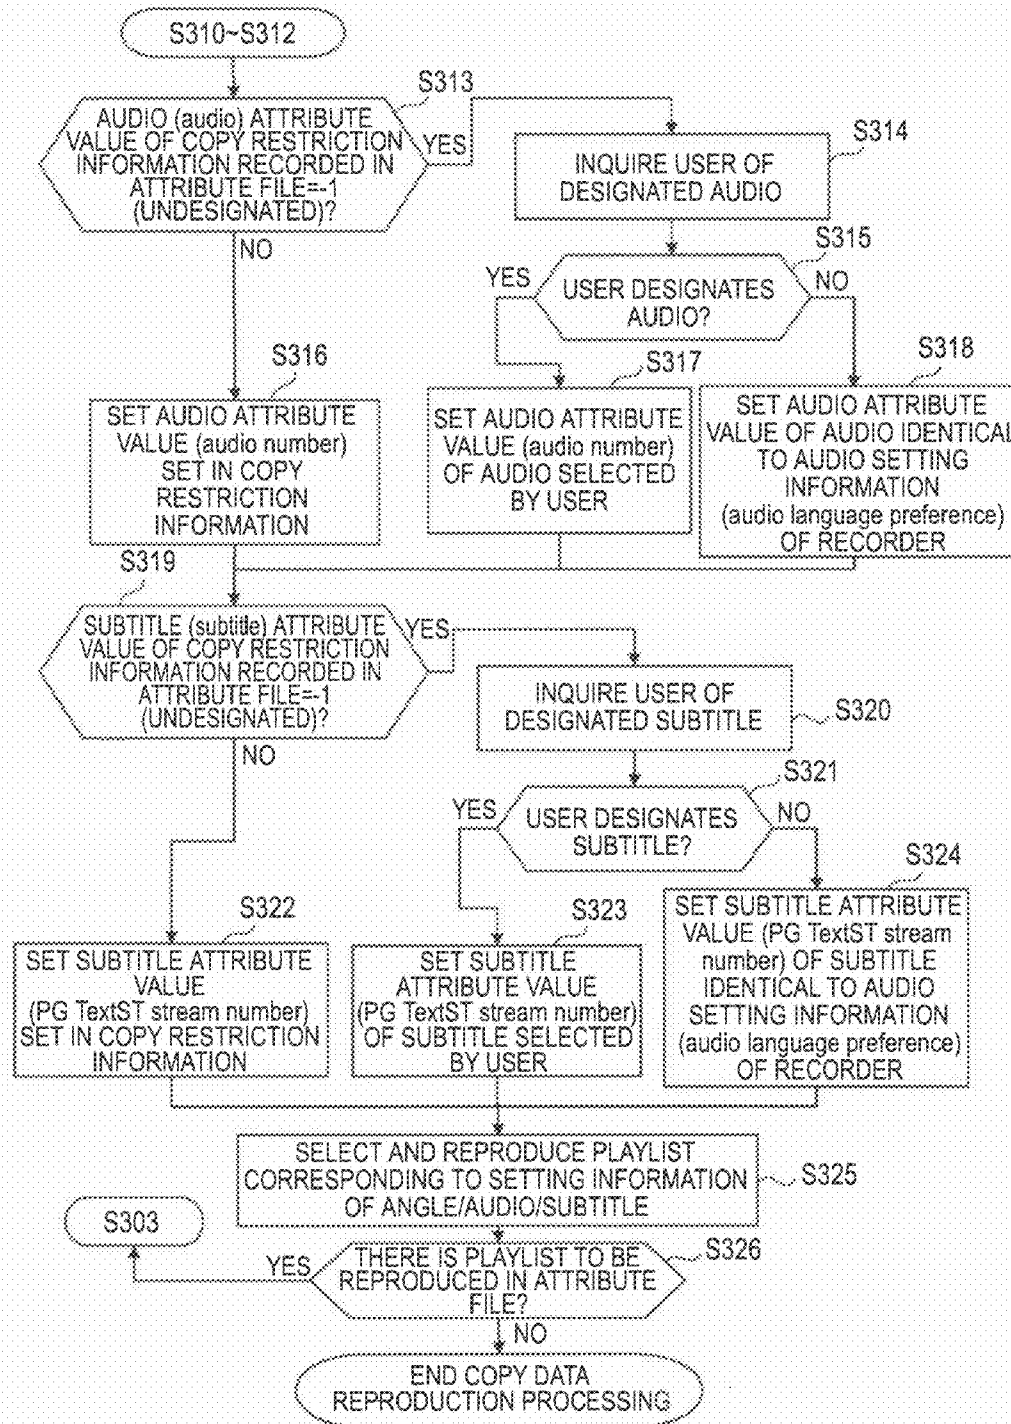 S310~S312
S313
AUDIO (audio) ATTRIBUTE
VALUE OF COPY RESTRICTION
INFORMATION RECORDED IN
ATTRIBUTE FILE=-1
(UNDESIGNATED)?
YES
NO
S314
INQUIRE USER OF
DESIGNATED AUDIO
S315
USER DESIGNATES
AUDIO?
YES
NO
S316
SET AUDIO ATTRIBUTE
VALUE (audio number)
SET IN COPY
RESTRICTION
INFORMATION
S317
SET AUDIO ATTRIBUTE
VALUE (audio number)
OF AUDIO SELECTED
BY USER
S318
SET AUDIO ATTRIBUTE
VALUE OF AUDIO IDENTICAL
TO AUDIO SETTING
INFORMATION
(audio language preference)
OF RECORDER
S319
SUBTITLE (subtitle) ATTRIBUTE
VALUE OF COPY RESTRICTION
INFORMATION RECORDED IN
ATTRIBUTE FILE=-1
(UNDESIGNATED)?
YES
NO
INQUIRE USER OF
DESIGNATED SUBTITLE
S320
S321
USER DESIGNATES
SUBTITLE?
YES
NO
S322
SET SUBTITLE ATTRIBUTE
VALUE
(PG TextST stream number)
SET IN COPY RESTRICTION
INFORMATION
S323
SET SUBTITLE
ATTRIBUTE VALUE
(PG TextST stream number)
OF SUBTITLE SELECTED
BY USER
S324
SET SUBTITLE ATTRIBUTE
VALUE (PG TextST stream
number) OF SUBTITLE
IDENTICAL TO AUDIO
SETTING INFORMATION
(audio language preference)
OF RECORDER
SELECT AND REPRODUCE PLAYLIST
CORRESPONDING TO SETTING INFORMATION
OF ANGLE/AUDIO/SUBTITLE
S325
S303
S326
THERE IS PLAYLIST TO BE
REPRODUCED IN ATTRIBUTE
FILE?
YES
NO
END COPY DATA
REPRODUCTION PROCESSING